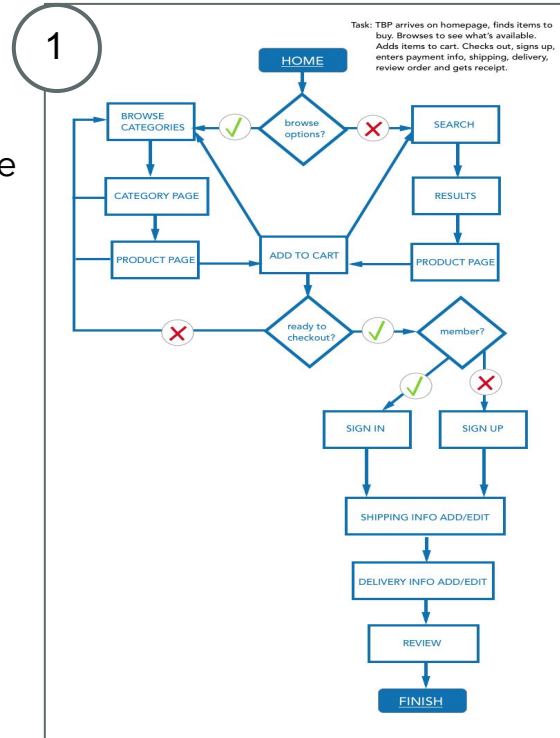 1
Task: TBP arrives on homepage, finds items to
buy. Browses to see what's available.
Adds items to cart. Checks out, signs up,
enters payment info, shipping, delivery,
review order and gets receipt.
HOME
browse
options?
BROWSE
CATEGORIES
SEARCH
e
CATEGORY PAGE
RESULTS
PRODUCT PAGE
ADD TO CART
PRODUCT PAGE
ready to
checkout?
member?
SIGN IN
SIGN UP
SHIPPING INFO ADD/EDIT
DELIVERY INFO ADD/EDIT
REVIEW
FINISH